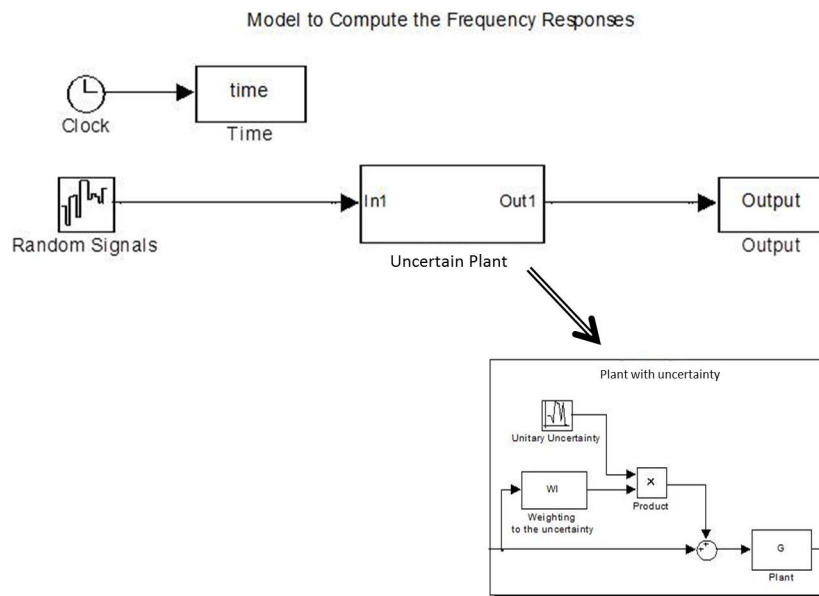 Model to Compute the Frequency Responses
time
Clock
Time
In1
Out1
Output
Random Signals
Uncertain Plant
Output
Plant with uncertainty
Unitary Uncertainty
WI
×
Product
Weighting
to the uncertainty
+
+
G
Plant